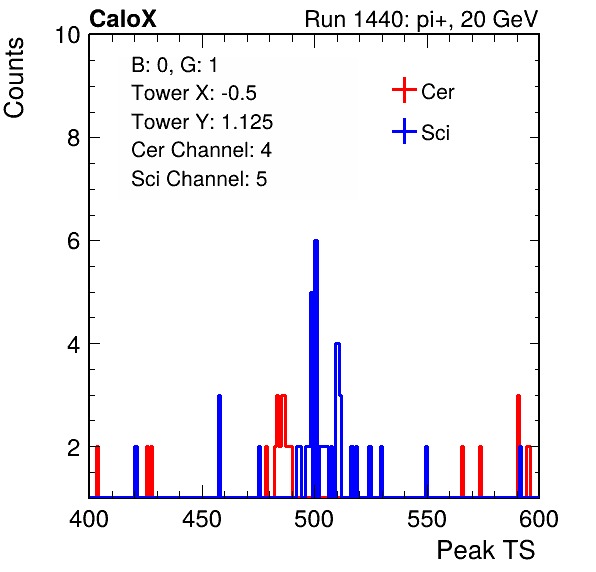 CaloX Run 1440: pi+, 20 GeV
Counts
10
B: 0, G: 1
Tower X: -0.5
Tower Y: 1.125
Cer Channel: 4
Sci Channel: 5
Cer
Sci
8
6
4
2
400 450 500 550 600
Peak TS